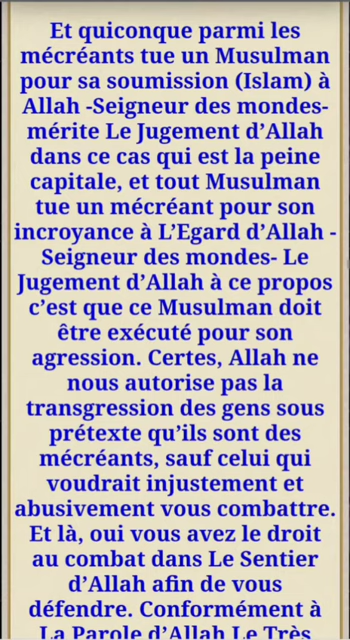 Et quiconque parmi les
mécréants tue un Musulman
pour sa soumission (Islam) à
Allah -Seigneur des mondes-
mérite Le Jugement d’Allah
dans ce cas qui est la peine
capitale, et tout Musulman
tue un mécréant pour son
incroyance à L’Egard d’Allah -
Seigneur des mondes- Le
Jugement d’Allah à ce propos
c’est que ce Musulman doit
être exécuté pour son
agression. Certes, Allah ne
nous autorise pas la
transgression des gens sous
prétexte qu’ils sont des
mécréants, sauf celui qui
voudrait injustement et
abusivement vous combattre.
Et là, oui vous avez le droit
au combat dans Le Sentier
d’Allah afin de vous
défendre. Conformément à
La Parole d’Allah Le Très